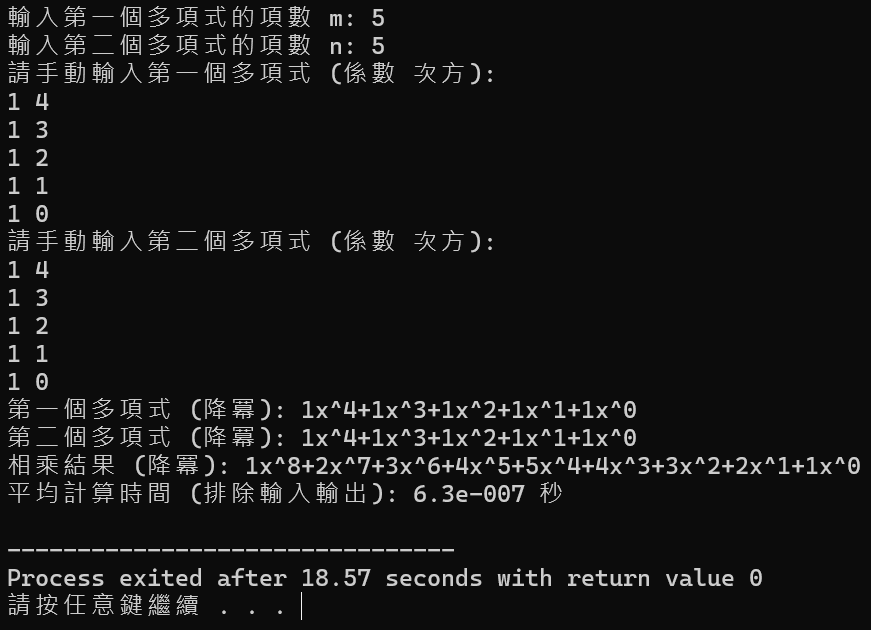 輸入第一個多項式的項數 m: 5
輸入第二個多項式的項數 n: 5
請手動輸入第一個多項式 (係數 次方):
1 4
1 3
1 2
1 1
1 0
請手動輸入第二個多項式 (係數 次方):
1 4
1 3
1 2
1 1
1 0
第一個多項式 (降冪): 1x^4+1x^3+1x^2+1x^1+1x^0
第二個多項式 (降冪): 1x^4+1x^3+1x^2+1x^1+1x^0
相乘結果 (降冪): 1x^8+2x^7+3x^6+4x^5+5x^4+4x^3+3x^2+2x^1+1x^0
平均計算時間 (排除輸入輸出): 6.3e-007 秒
--------------------------------
Process exited after 18.57 seconds with return value 0
請按任意鍵繼續 . . .